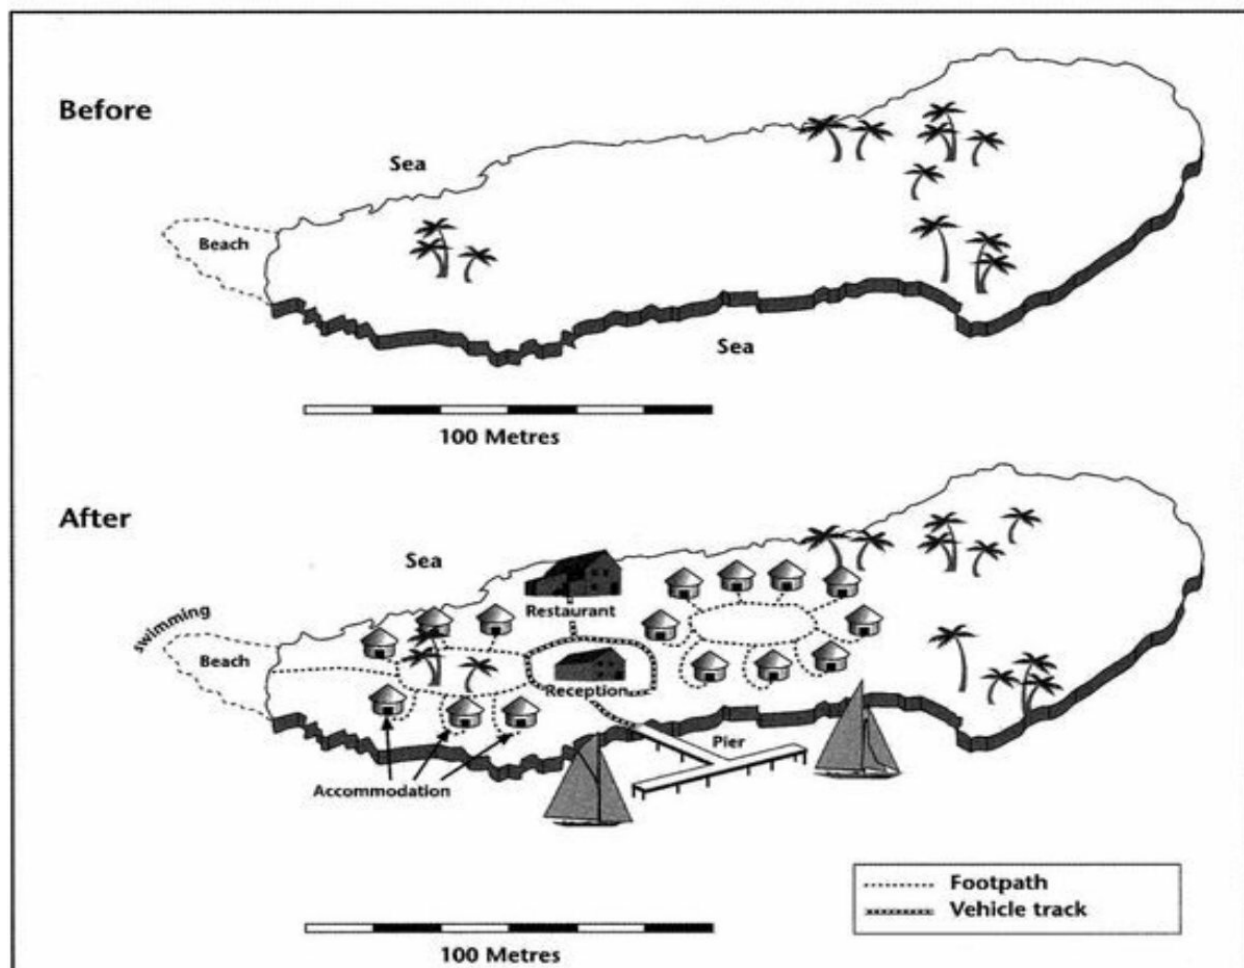 Before
Sea
Beach
Sea
100 Metres
After
Sea
swimming
Restaurant
Beach
Reception
Pier
Accommodation
Footpath
Vehicle track
100 Metres